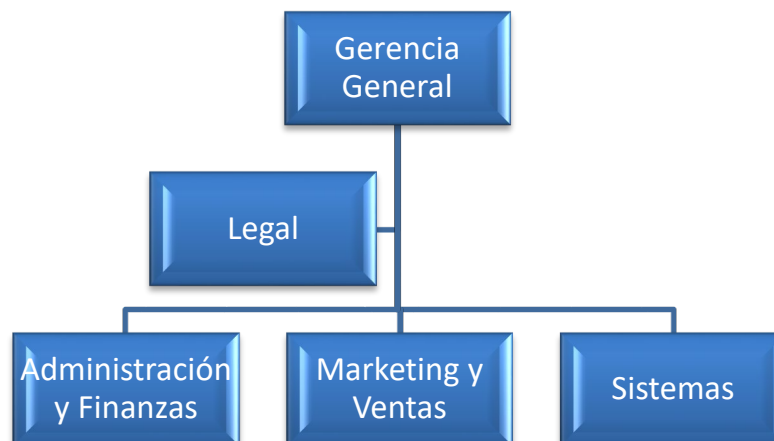 Gerencia
General
Legal
Administración
y Finanzas
Marketing y
Ventas
Sistemas